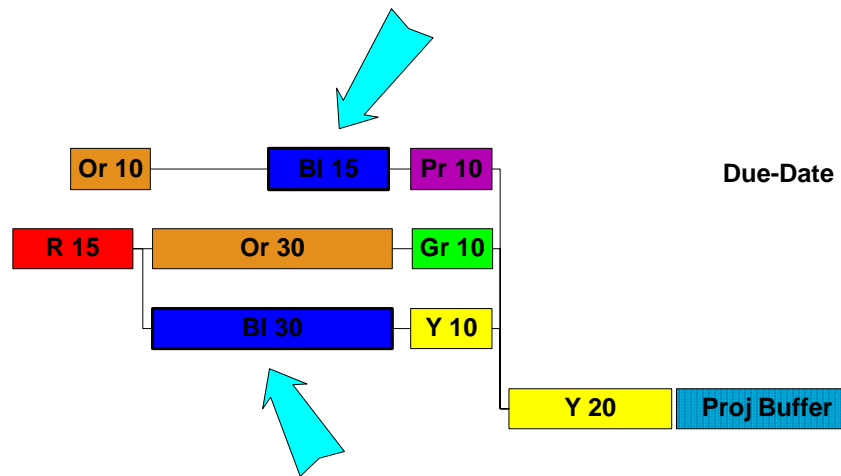 Or 10
Bl 15
Pr 10
Due-Date
R 15
Or 30
Gr 10
Bl 30
Y 10
Y 20
Proj Buffer